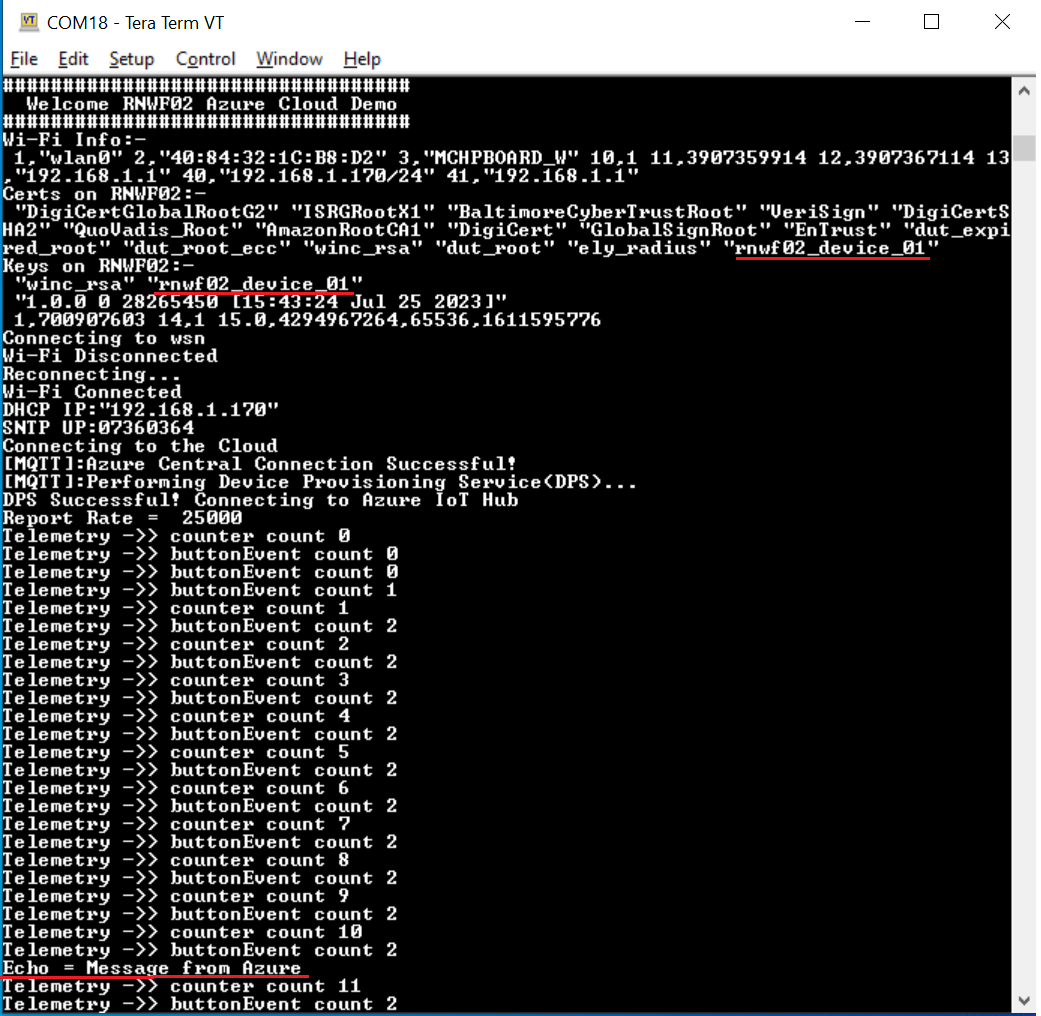 COM18 - Tera Term VT
File Edit Setup Control Window Help
##################################
Welcome RNWF02 Azure Cloud Demo
##################################
Wi-Fi Info:-
1,"wlan0" 2,"40:84:32:1C:B8:D2" 3,"MCHPBOARD_W" 10,1 11,3907359914 12,3907367114 13
,"192.168.1.1" 40,"192.168.1.170/24" 41,"192.168.1.1"
Certs on RNWF02:-
"DigiCertGlobalRootG2" "ISRGRootX1" "BaltimoreCyberTrustRoot" "VeriSign" "DigiCertS
HA2" "QuoVadis_Root" "AmazonRootCA1" "DigiCert" "GlobalSignRoot" "EnTrust" "dut_expi
red_root" "dut_root_ecc" "winc_rsa" "dut_root" "ely_radius" "rnwf02_device_01"
Keys on RNWF02:-
"winc_rsa" "rnwf02_device_01"
"1.0.0 0 28265450 [15:43:24 Jul 25 2023]"
1,700907603 14,1 15.0,4294967264,65536,1611595776
Connecting to wsn
Wi-Fi Disconnected
Reconnecting...
Wi-Fi Connected
DHCP IP:"192.168.1.170"
SNTP UP:07360364
Connecting to the Cloud
[MQTT]:Azure Central Connection Successful!
[MQTT]:Performing Device Provisioning Service(DPS)...
DPS Successful! Connecting to Azure IoT Hub
Report Rate =  25000
Telemetry ->> counter count 0
Telemetry ->> buttonEvent count 0
Telemetry ->> buttonEvent count 0
Telemetry ->> buttonEvent count 1
Telemetry ->> counter count 1
Telemetry ->> buttonEvent count 2
Telemetry ->> counter count 2
Telemetry ->> buttonEvent count 2
Telemetry ->> counter count 3
Telemetry ->> buttonEvent count 2
Telemetry ->> counter count 4
Telemetry ->> buttonEvent count 2
Telemetry ->> counter count 5
Telemetry ->> buttonEvent count 2
Telemetry ->> counter count 6
Telemetry ->> buttonEvent count 2
Telemetry ->> counter count 7
Telemetry ->> buttonEvent count 2
Telemetry ->> counter count 8
Telemetry ->> buttonEvent count 2
Telemetry ->> counter count 9
Telemetry ->> buttonEvent count 2
Telemetry ->> counter count 10
Telemetry ->> buttonEvent count 2
Echo = Message from Azure
Telemetry ->> counter count 11
Telemetry ->> buttonEvent count 2